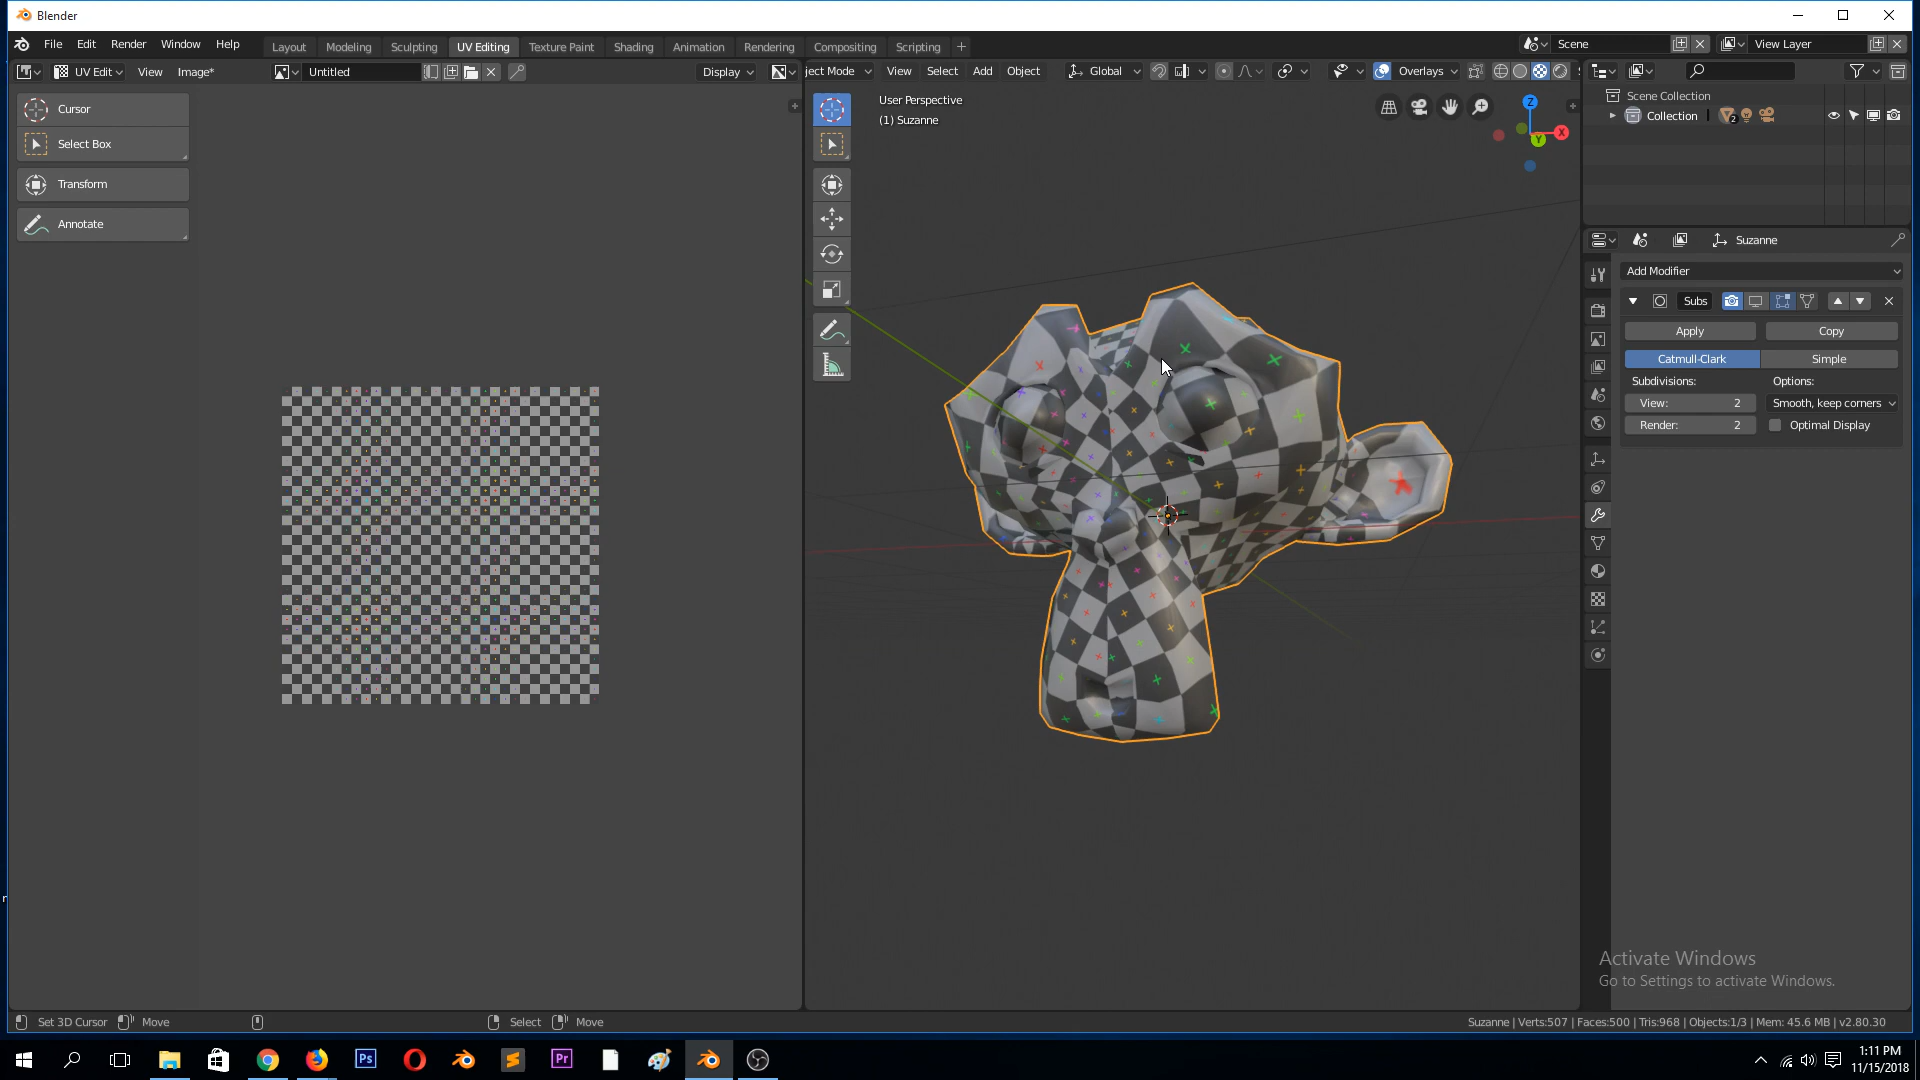 Blender
File Edit Render Window Help Layout Modeling Sculpting UV Editing Texture Paint Shading Animation Rendering Compositing Scripting + Scene View Layer
UV Edit View Image* Untitled Display ject Mode View Select Add Object Global Overlays
Cursor
Select Box
Transform
Annotate
User Perspective
(1) Suzanne
Z
X
Y
Scene Collection
Collection 2
Suzanne
Add Modifier
Subs
Apply Copy
Catmull-Clark Simple
Subdivisions: Options:
View: 2 Smooth, keep corners
Render: 2 Optimal Display
Activate Windows
Go to Settings to activate Windows.
Set 3D Cursor Move Select Move Suzanne | Verts:507 | Faces:500 | Tris:968 | Objects:1/3 | Mem: 45.6 MB | v2.80.30
Ps Pr
1:11 PM
11/15/2018